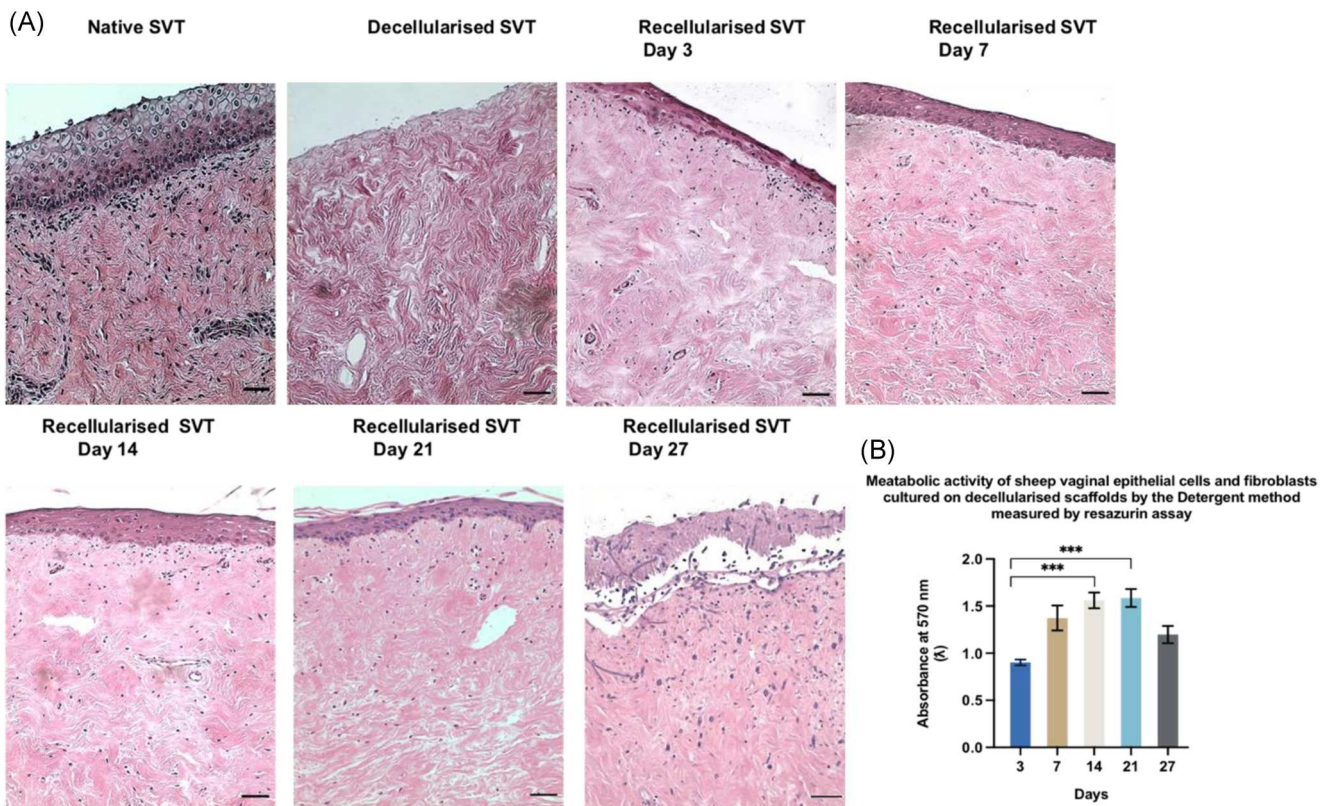 (A)
Native SVT
Decellularised SVT
Recellularised SVT
Day 3
Recellularised SVT
Day 7
Recellularised SVT
Day 14
Recellularised SVT
Day 21
Recellularised SVT
Day 27
(B)
Meatabolic activity of sheep vaginal epithelial cells and fibroblasts
cultured on decellularised scaffolds by the Detergent method
measured by resazurin assay
Absorbance at 570 nm
(λ)
2.0
1.5
1.0
0.5
0.0
***
***
3 7 14 21 27
Days